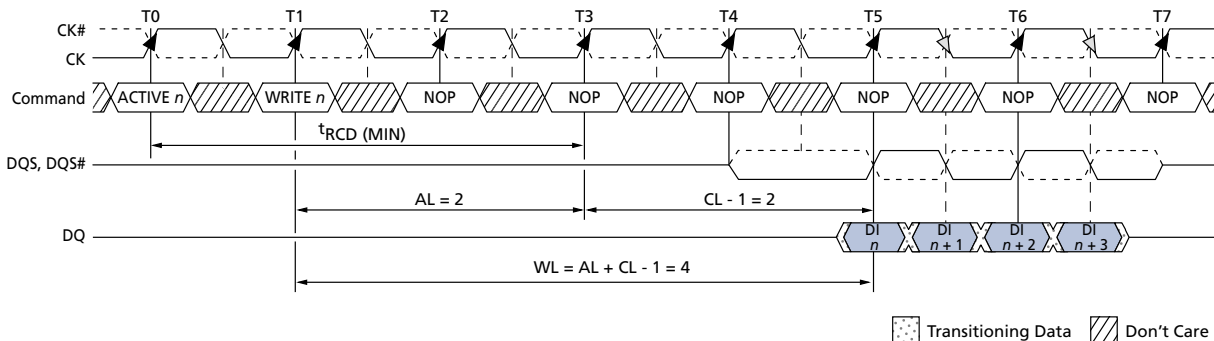 T0 T1 T2 T3 T4 T5 T6 T7
CK#
CK
Command ACTIVE n WRITE n NOP NOP NOP NOP NOP NOP
tRCD (MIN)
DQS, DQS#
AL = 2 CL - 1 = 2
DQ DI n DI n + 1 DI n + 2 DI n + 3
WL = AL + CL - 1 = 4
Transitioning Data Don't Care